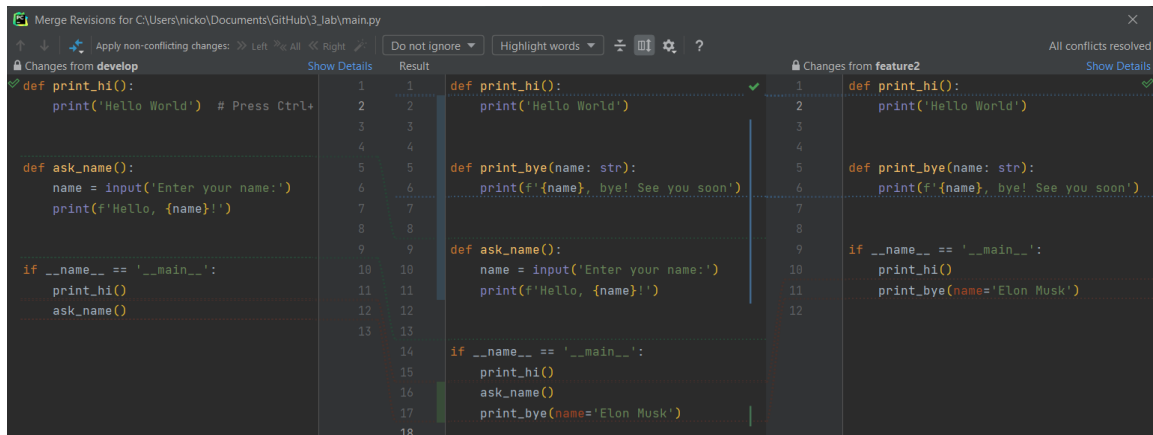 Merge Revisions for C:\Users\nicko\Documents\GitHub\3_lab\main.py
Apply non-conflicting changes: Left All Right Do not ignore Highlight words ? All conflicts resolved
Changes from develop Show Details
def print_hi():
print('Hello World') # Press Ctrl+
def ask_name():
name = input('Enter your name:')
print(f'Hello, {name}!')
if __name__ == '__main__':
print_hi()
ask_name()
1
2
3
4
5
6
7
8
9
10
11
12
13
Result
1
2
3
4
5
6
7
8
9
10
11
12
13
14
15
16
17
18
def print_hi():
print('Hello World')
def print_bye(name: str):
print(f'{name}, bye! See you soon')
def ask_name():
name = input('Enter your name:')
print(f'Hello, {name}!')
if __name__ == '__main__':
print_hi()
ask_name()
print_bye(name='Elon Musk')
Changes from feature2 Show Details
1
2
3
4
5
6
7
8
9
10
11
12
def print_hi():
print('Hello World')
def print_bye(name: str):
print(f'{name}, bye! See you soon')
if __name__ == '__main__':
print_hi()
print_bye(name='Elon Musk')